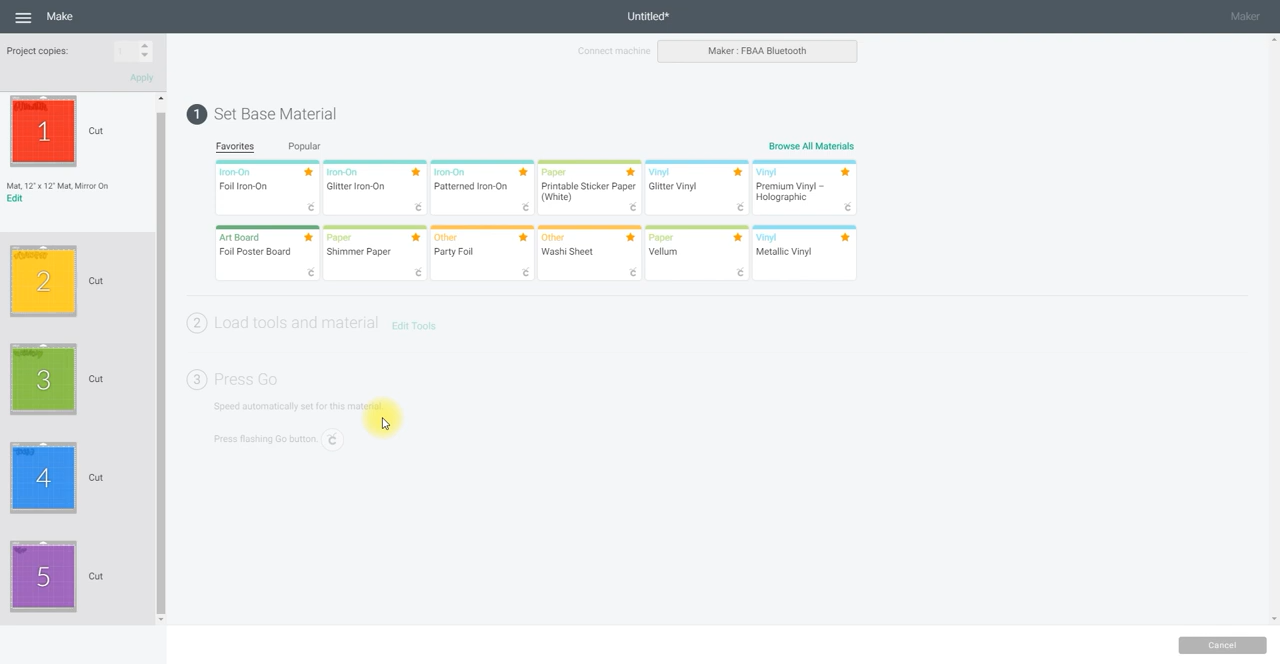 Make
Untitled*
Maker
Project copies:
1
Apply
Connect machine
Maker : FBAA Bluetooth
1
Cut
Mat, 12" x 12" Mat, Mirror On
Edit
2
Cut
3
Cut
4
Cut
5
Cut
1 Set Base Material
Favorites
Popular
Browse All Materials
Iron-On
Foil Iron-On
Iron-On
Glitter Iron-On
Iron-On
Patterned Iron-On
Paper
Printable Sticker Paper
(White)
Vinyl
Glitter Vinyl
Vinyl
Premium Vinyl –
Holographic
Art Board
Foil Poster Board
Paper
Shimmer Paper
Other
Party Foil
Other
Washi Sheet
Paper
Vellum
Vinyl
Metallic Vinyl
2 Load tools and material Edit Tools
3 Press Go
Speed automatically set for this material.
Press flashing Go button.
Cancel